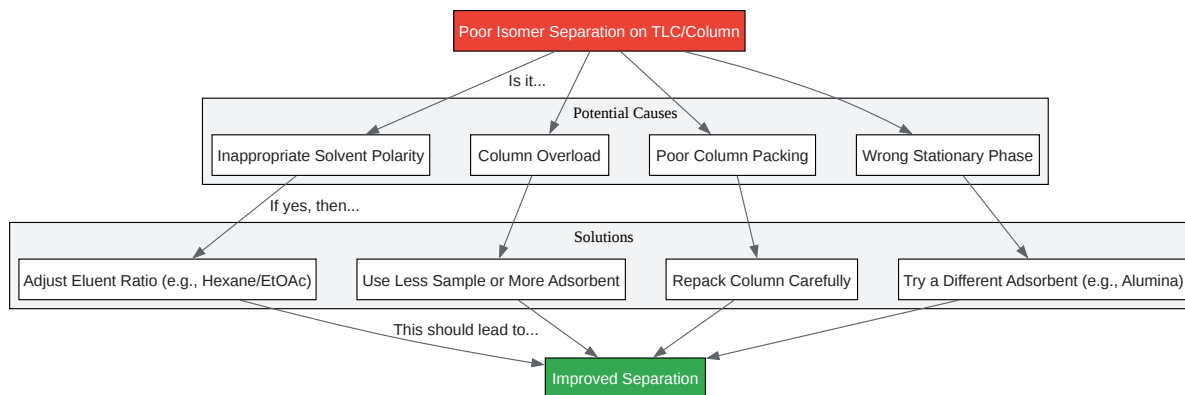 Poor Isomer Separation on TLC/Column
Is it...
Potential Causes
Inappropriate Solvent Polarity
Column Overload
Poor Column Packing
Wrong Stationary Phase
If yes, then...
Solutions
Adjust Eluent Ratio (e.g., Hexane/EtOAc)
Use Less Sample or More Adsorbent
Repack Column Carefully
Try a Different Adsorbent (e.g., Alumina)
This should lead to...
Improved Separation